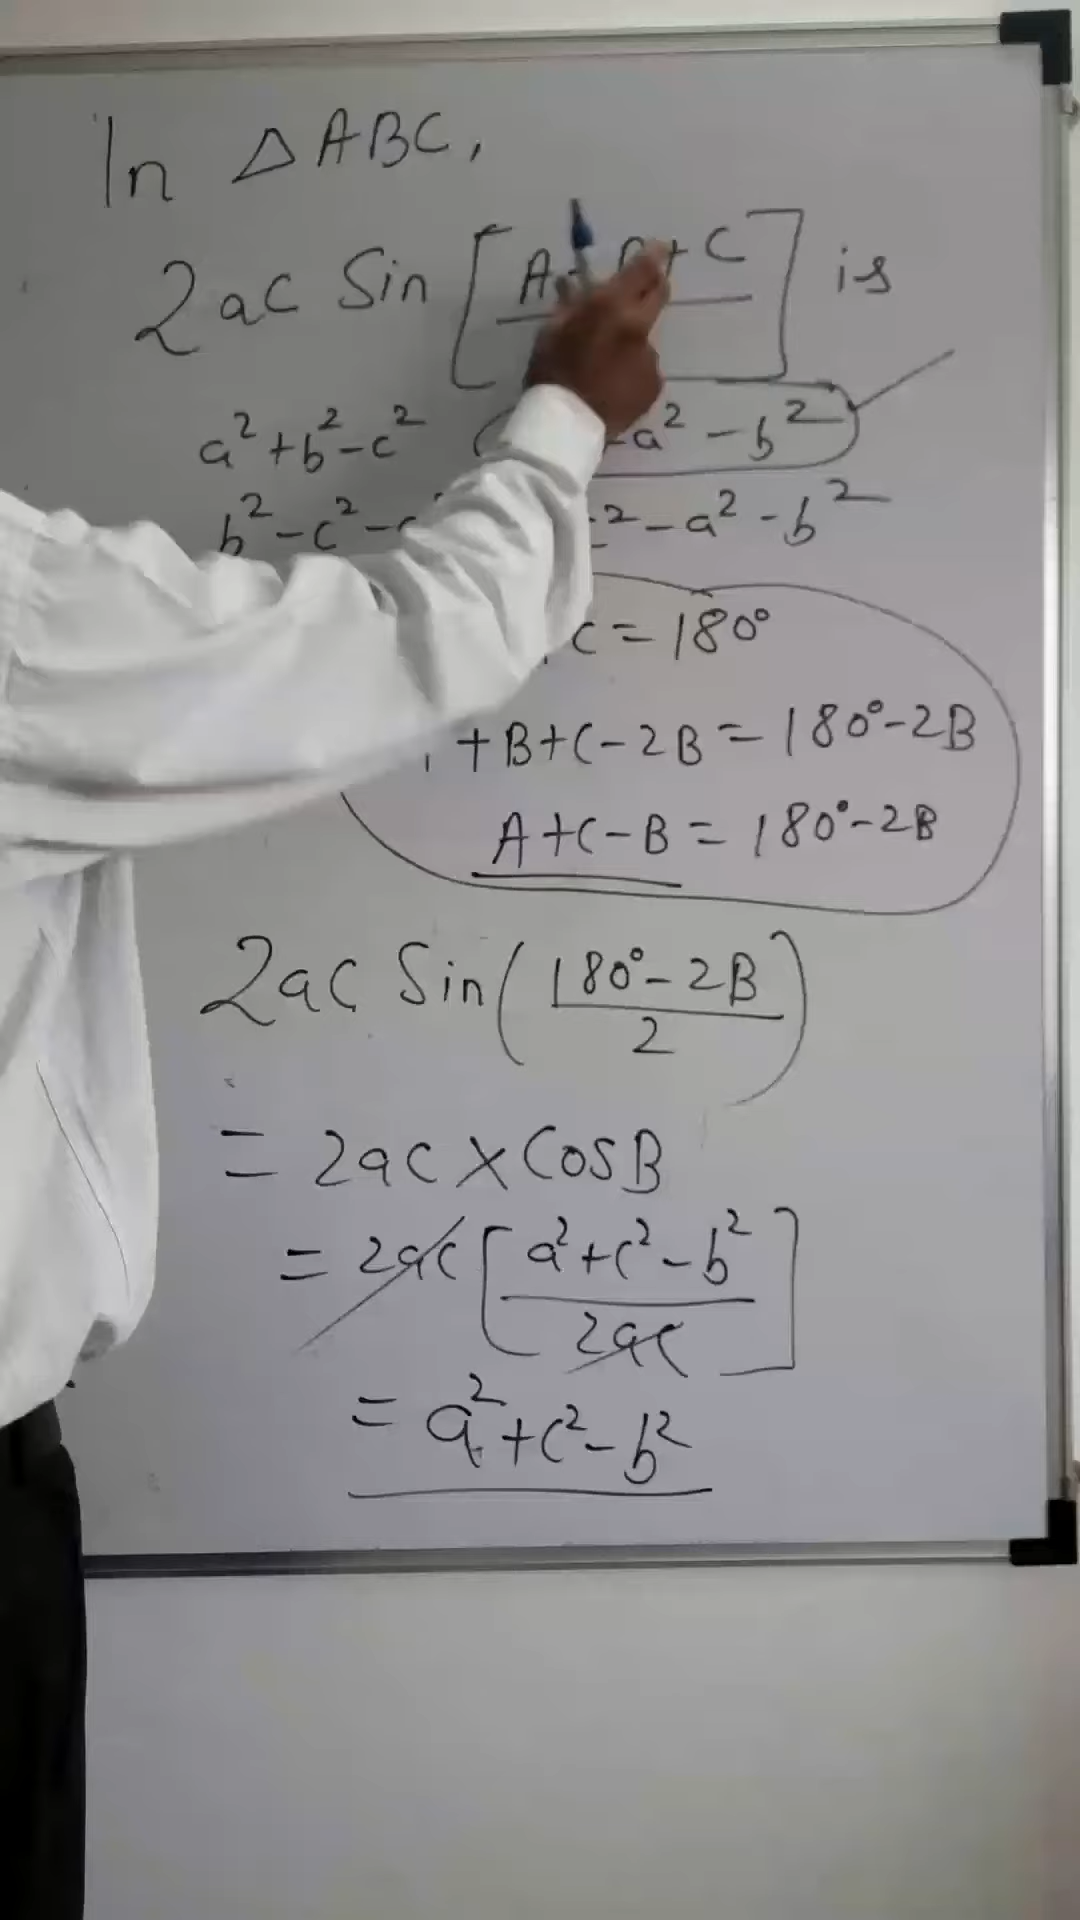 In △ABC,
2ac Sin [A + C] is
a²+b²-c² a²-b²
b²-c²- ²-a²-b²
C=180°
+B+C-2B=180°-2B
A+C-B=180°-2B
2ac Sin(180°-2B/2)
= 2ac×CosB
= 2ac[a²+c²-b²/2ac]
= a²+c²-b²